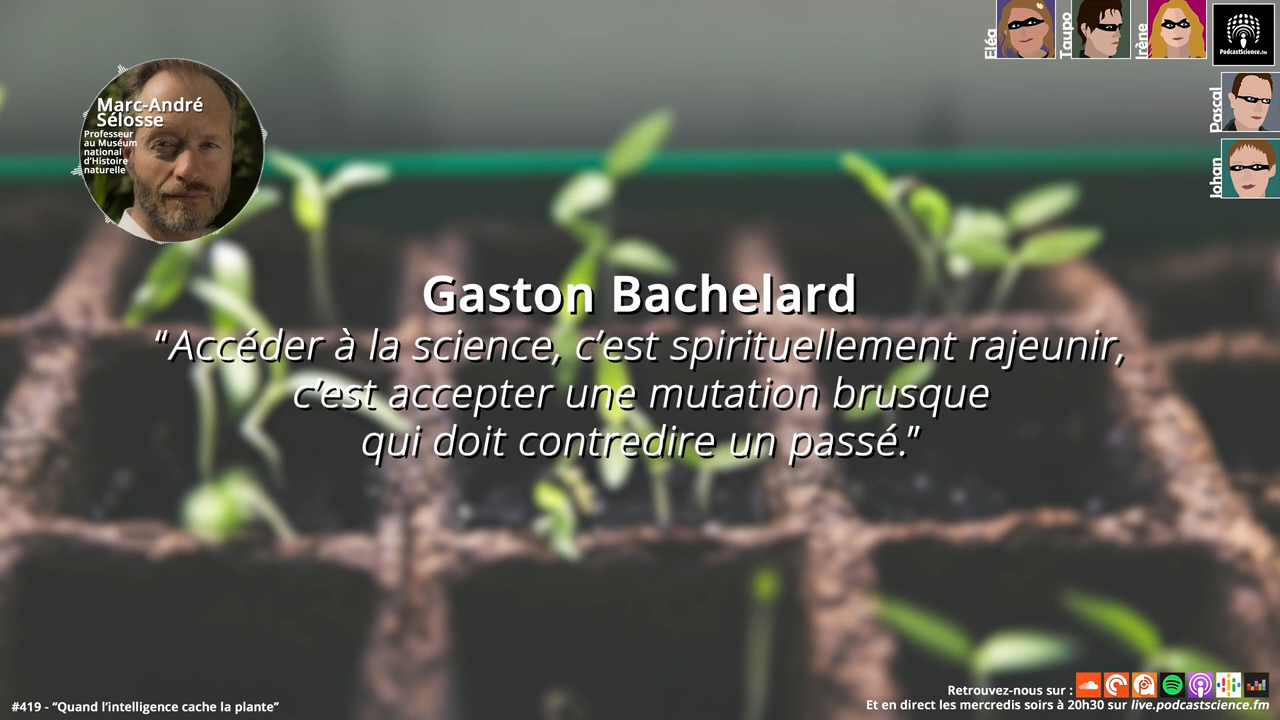 Marc-André
Sélosse
Professeur
au Muséum
national
d’Histoire
naturelle
Eléa
Taupo
Irène
PodcastScience.fm
Pascal
Johan
Gaston Bachelard
“Accéder à la science, c’est spirituellement rajeunir,
c’est accepter une mutation brusque
qui doit contredire un passé.”
Retrouvez-nous sur :
#419 - “Quand l’intelligence cache la plante”
Et en direct les mercredis soirs à 20h30 sur live.podcastscience.fm